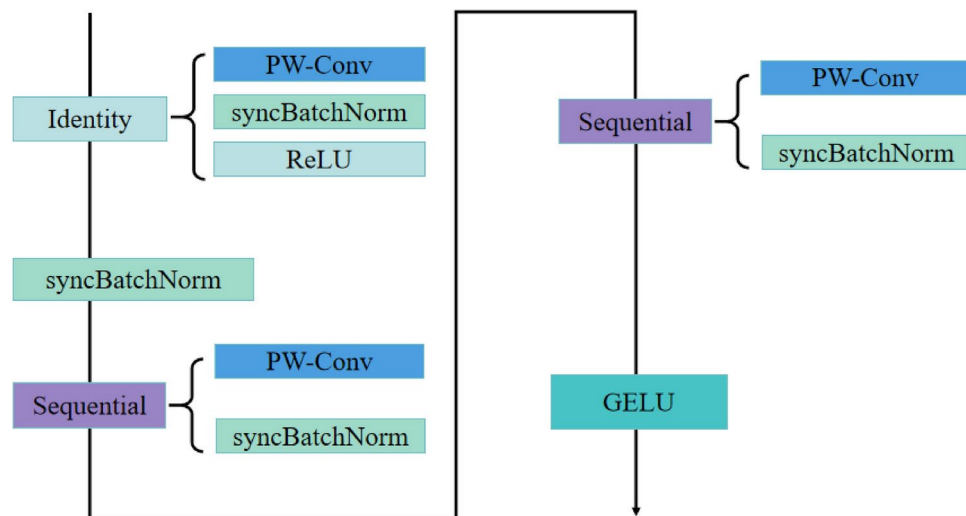 Identity
PW-Conv
syncBatchNorm
ReLU
syncBatchNorm
Sequential
PW-Conv
syncBatchNorm
Sequential
PW-Conv
syncBatchNorm
GELU